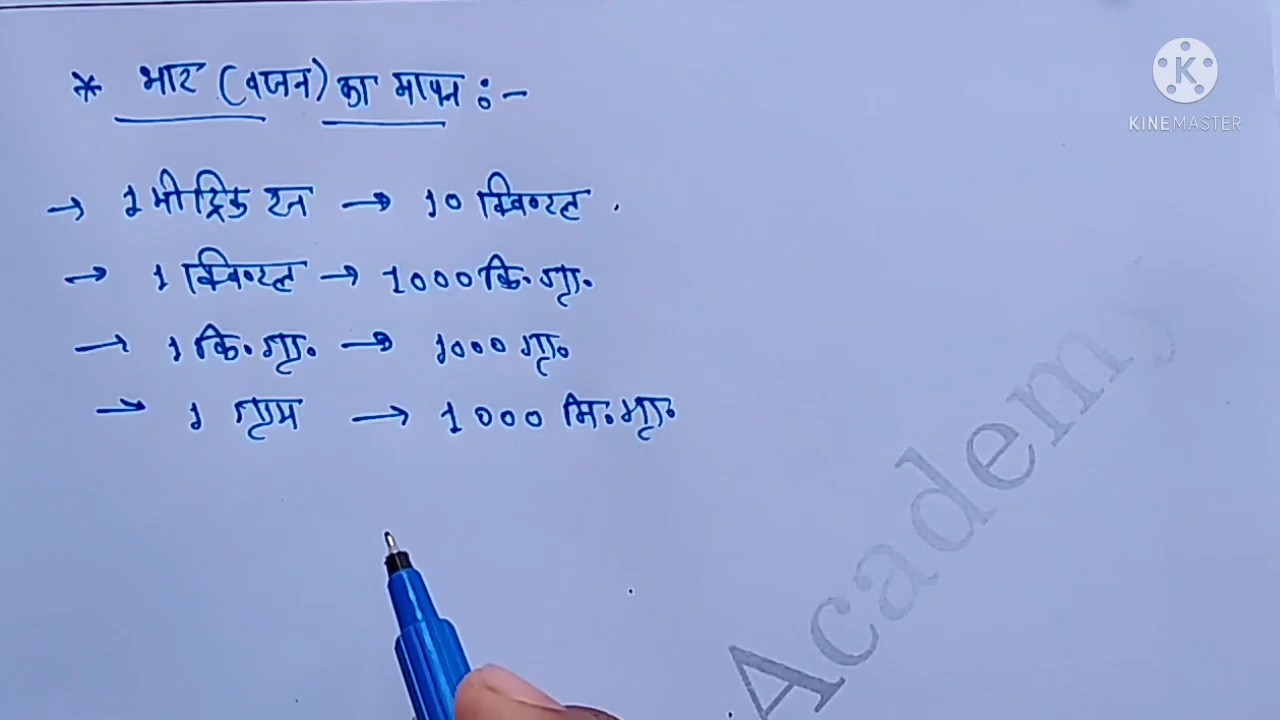 * भार (वजन) का मापन :-
K
KINEMASTER
→ 1 मीट्रिक टन → 10 क्विण्टल .
→ 1 क्विण्टल → 1000 कि॰ग्रा॰
→ 1 कि॰ग्रा॰ → 1000 ग्रा॰
→ 1 ग्राम → 1000 मि॰ग्रा॰
Academy